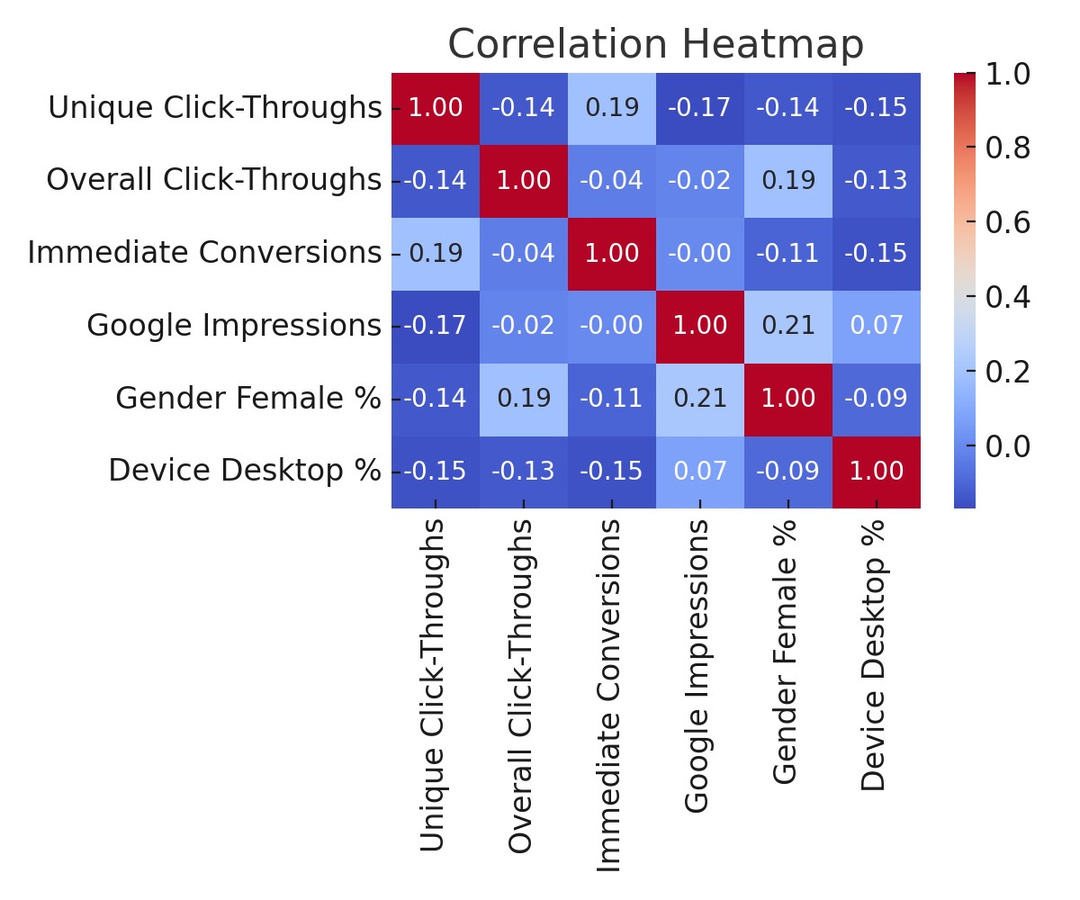 Correlation Heatmap
Unique Click-Throughs 1.00 -0.14 0.19 -0.17 -0.14 -0.15
Overall Click-Throughs -0.14 1.00 -0.04 -0.02 0.19 -0.13
Immediate Conversions 0.19 -0.04 1.00 -0.00 -0.11 -0.15
Google Impressions -0.17 -0.02 -0.00 1.00 0.21 0.07
Gender Female % -0.14 0.19 -0.11 0.21 1.00 -0.09
Device Desktop % -0.15 -0.13 -0.15 0.07 -0.09 1.00
Unique Click-Throughs
Overall Click-Throughs
Immediate Conversions
Google Impressions
Gender Female %
Device Desktop %
1.0
0.8
0.6
0.4
0.2
0.0